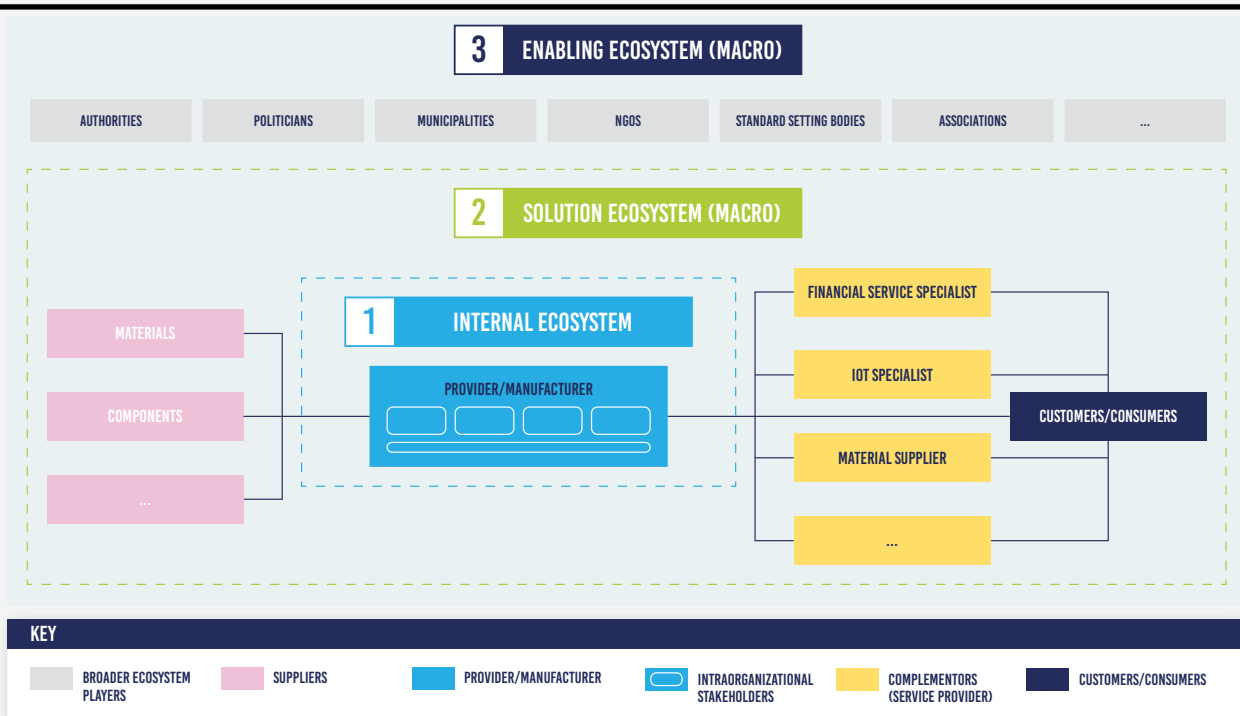 3 ENABLING ECOSYSTEM (MACRO)
AUTHORITIES
POLITICIANS
MUNICIPALITIES
NGOS
STANDARD SETTING BODIES
ASSOCIATIONS
...
2 SOLUTION ECOSYSTEM (MACRO)
1 INTERNAL ECOSYSTEM
MATERIALS
COMPONENTS
...
PROVIDER/MANUFACTURER
FINANCIAL SERVICE SPECIALIST
IOT SPECIALIST
MATERIAL SUPPLIER
...
CUSTOMERS/CONSUMERS
KEY
BROADER ECOSYSTEM
PLAYERS
SUPPLIERS
PROVIDER/MANUFACTURER
INTRAORGANIZATIONAL
STAKEHOLDERS
COMPLEMENTORS
(SERVICE PROVIDER)
CUSTOMERS/CONSUMERS